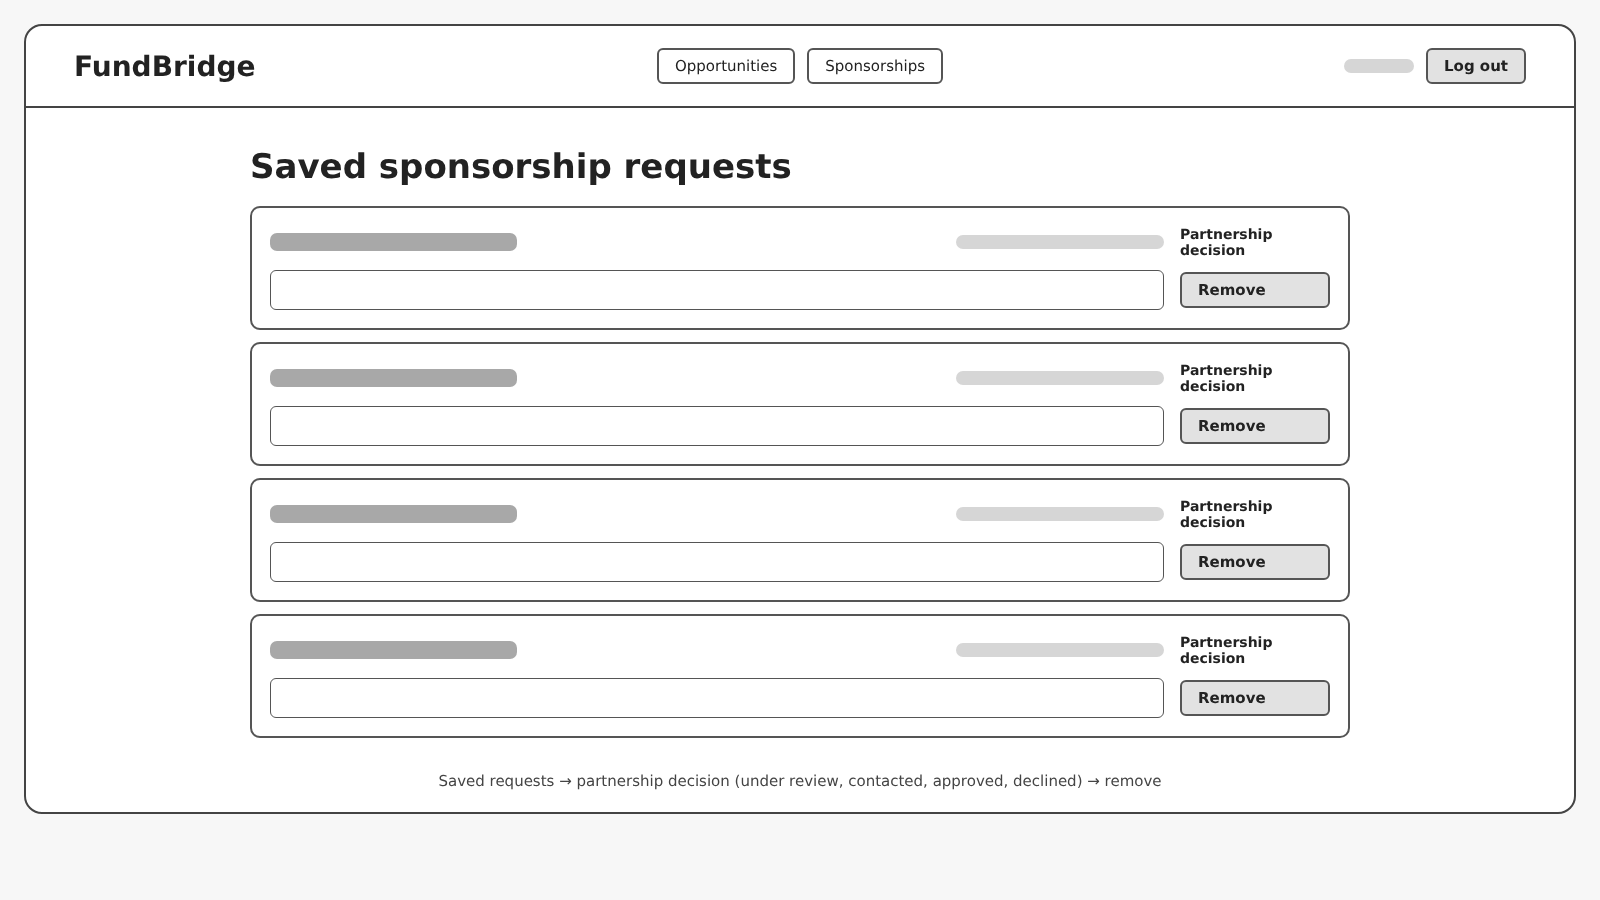 FundBridge
Opportunities
Sponsorships
Log out
Saved sponsorship requests
Partnership
decision
Remove
Partnership
decision
Remove
Partnership
decision
Remove
Partnership
decision
Remove
Saved requests → partnership decision (under review, contacted, approved, declined) → remove